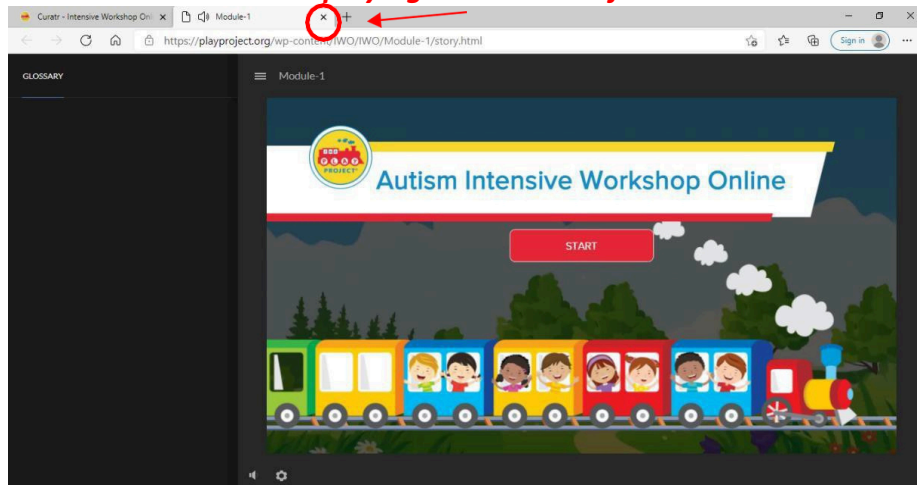 Curatr - Intensive Workshop Onl
Module-1
https://playproject.org/wp-content/IWO/IWO/Module-1/story.html
Sign in
GLOSSARY
Module-1
THE PLAY
PROJECT
Autism Intensive Workshop Online
START